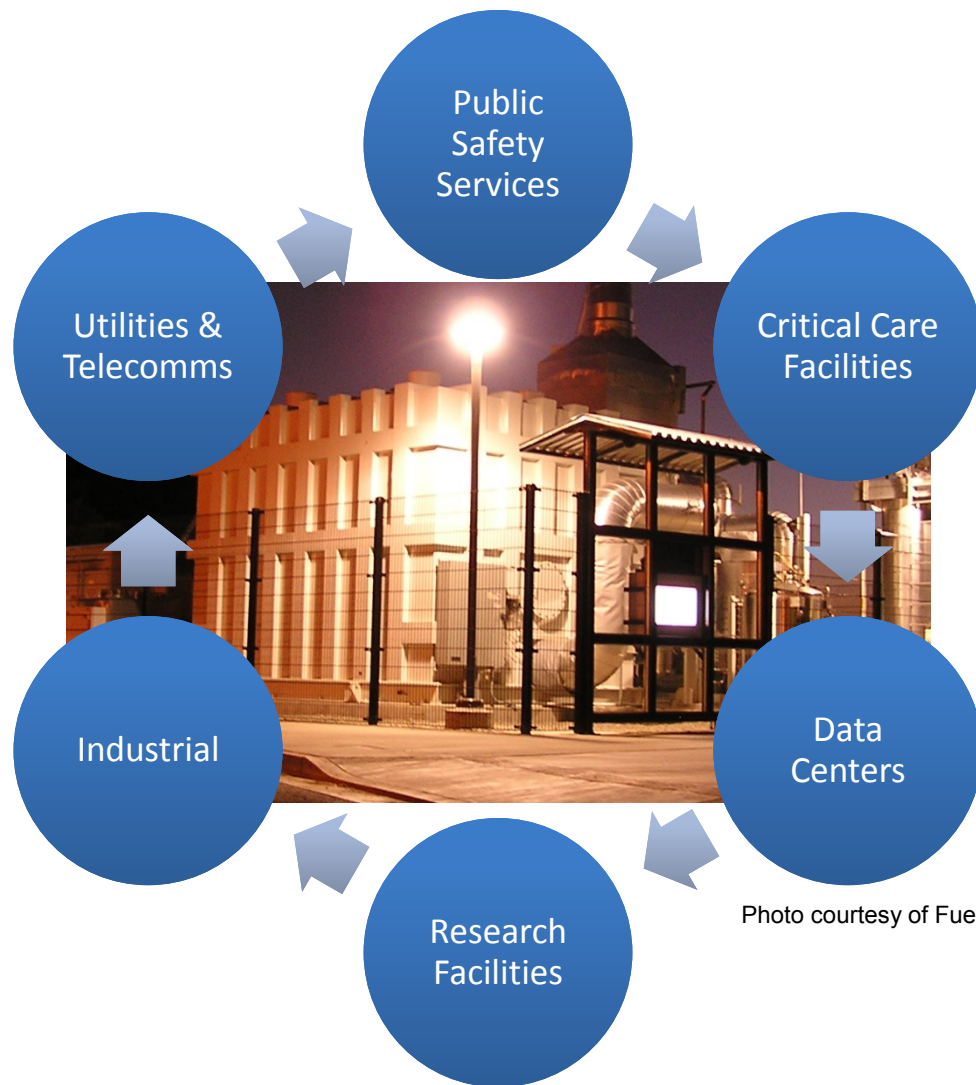 Public
Safety
Services
Critical Care
Facilities
Data
Centers
Research
Facilities
Industrial
Utilities &
Telecomms
Photo courtesy of Fue